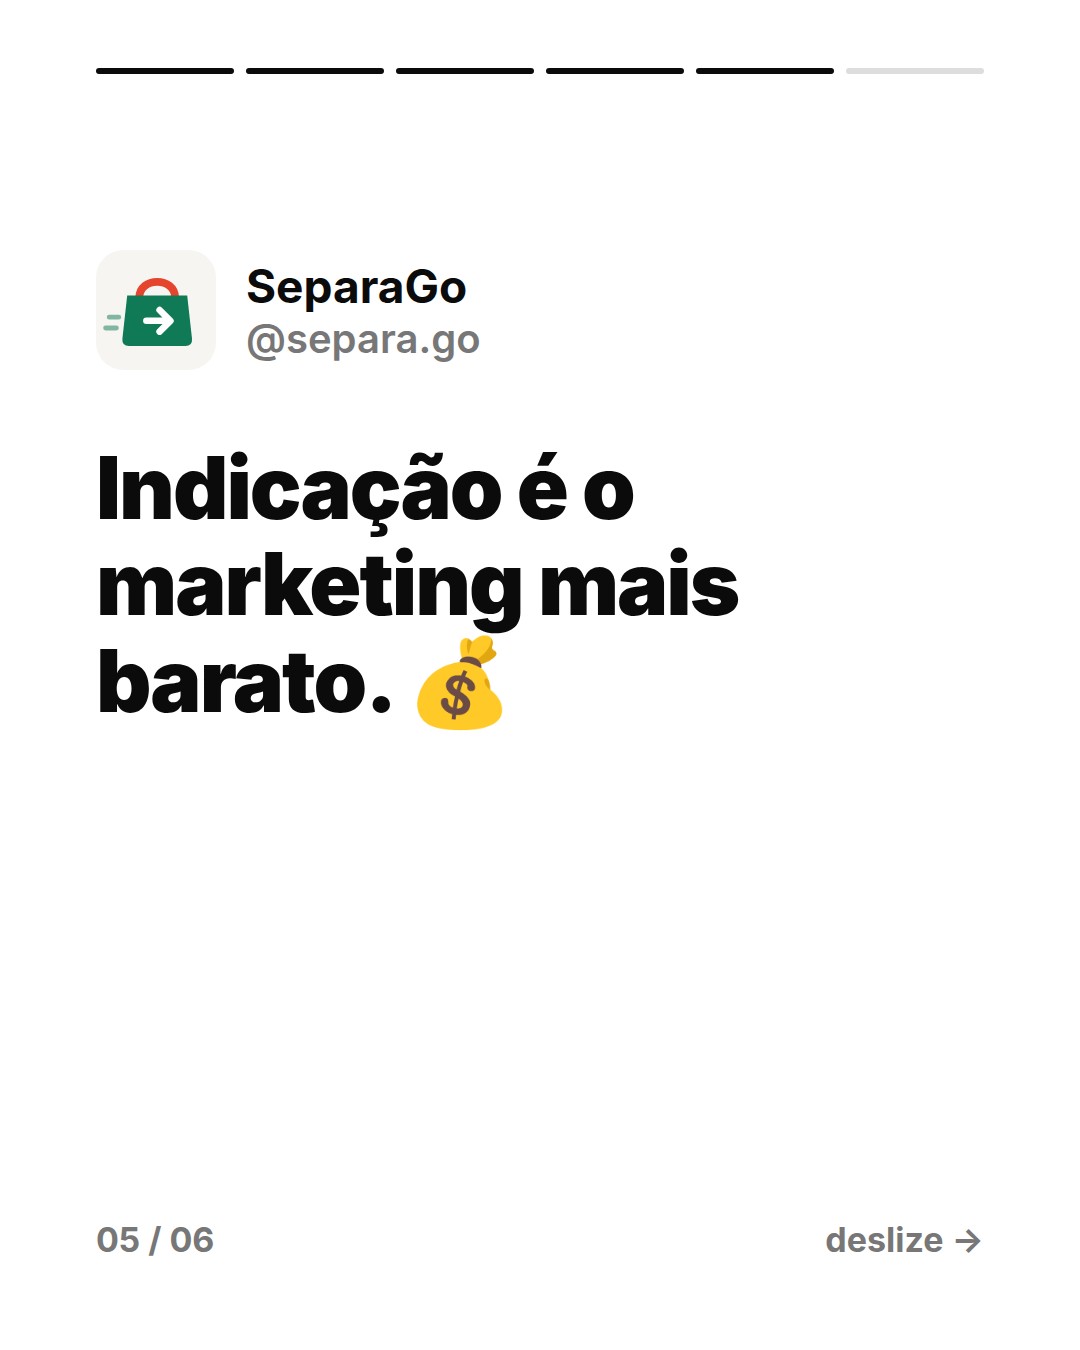 SeparaGo
@separa.go
Indicação é o
marketing mais
barato. 💰
05 / 06
deslize →